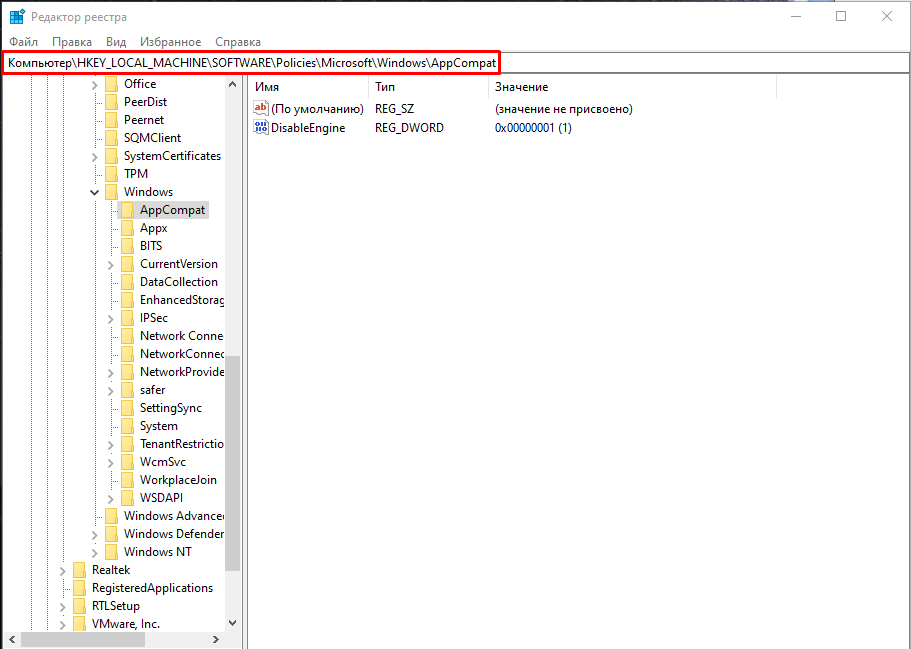 Редактор реестра
Файл Правка Вид Избранное Справка
Компьютер\HKEY_LOCAL_MACHINE\SOFTWARE\Policies\Microsoft\Windows\AppCompat
Office
PeerDist
Peernet
SQMClient
SystemCertificates
TPM
Windows
AppCompat
Appx
BITS
CurrentVersion
DataCollection
EnhancedStorag
IPSec
Network Conne
NetworkConnec
NetworkProvide
safer
SettingSync
System
TenantRestrictio
WcmSvc
WorkplaceJoin
WSDAPI
Windows Advanced
Windows Defender
Windows NT
Realtek
RegisteredApplications
RTLSetup
VMware, Inc.
Имя Тип Значение
ab (По умолчанию) REG_SZ (значение не присвоено)
DisableEngine REG_DWORD 0x00000001 (1)